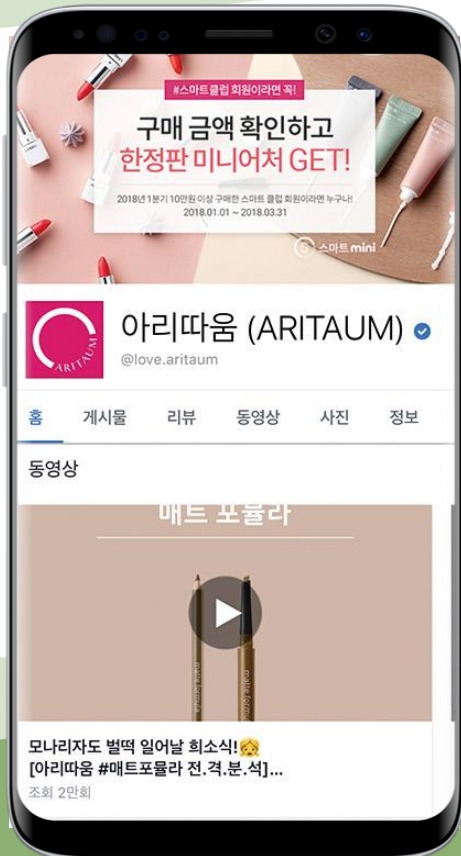 #스마트클럽 회원이라면 꼭!
구매 금액 확인하고
한정판 미니어처 GET!
2018년 1분기 10만원 이상 구매한 스마트 클럽 회원이라면 누구나!
2018.01.01 ~ 2018.03.31
S 스마트 mini
ARITAUM
아리따움 (ARITAUM)
@love.aritaum
홈 게시물 리뷰 동영상 사진 정보
동영상
매트 포뮬라
matte formula
matte formula
모나리자도 벌떡 일어날 희소식!👧
[아리따움 #매트포뮬라 전.격.분.석]...
조회 2만회